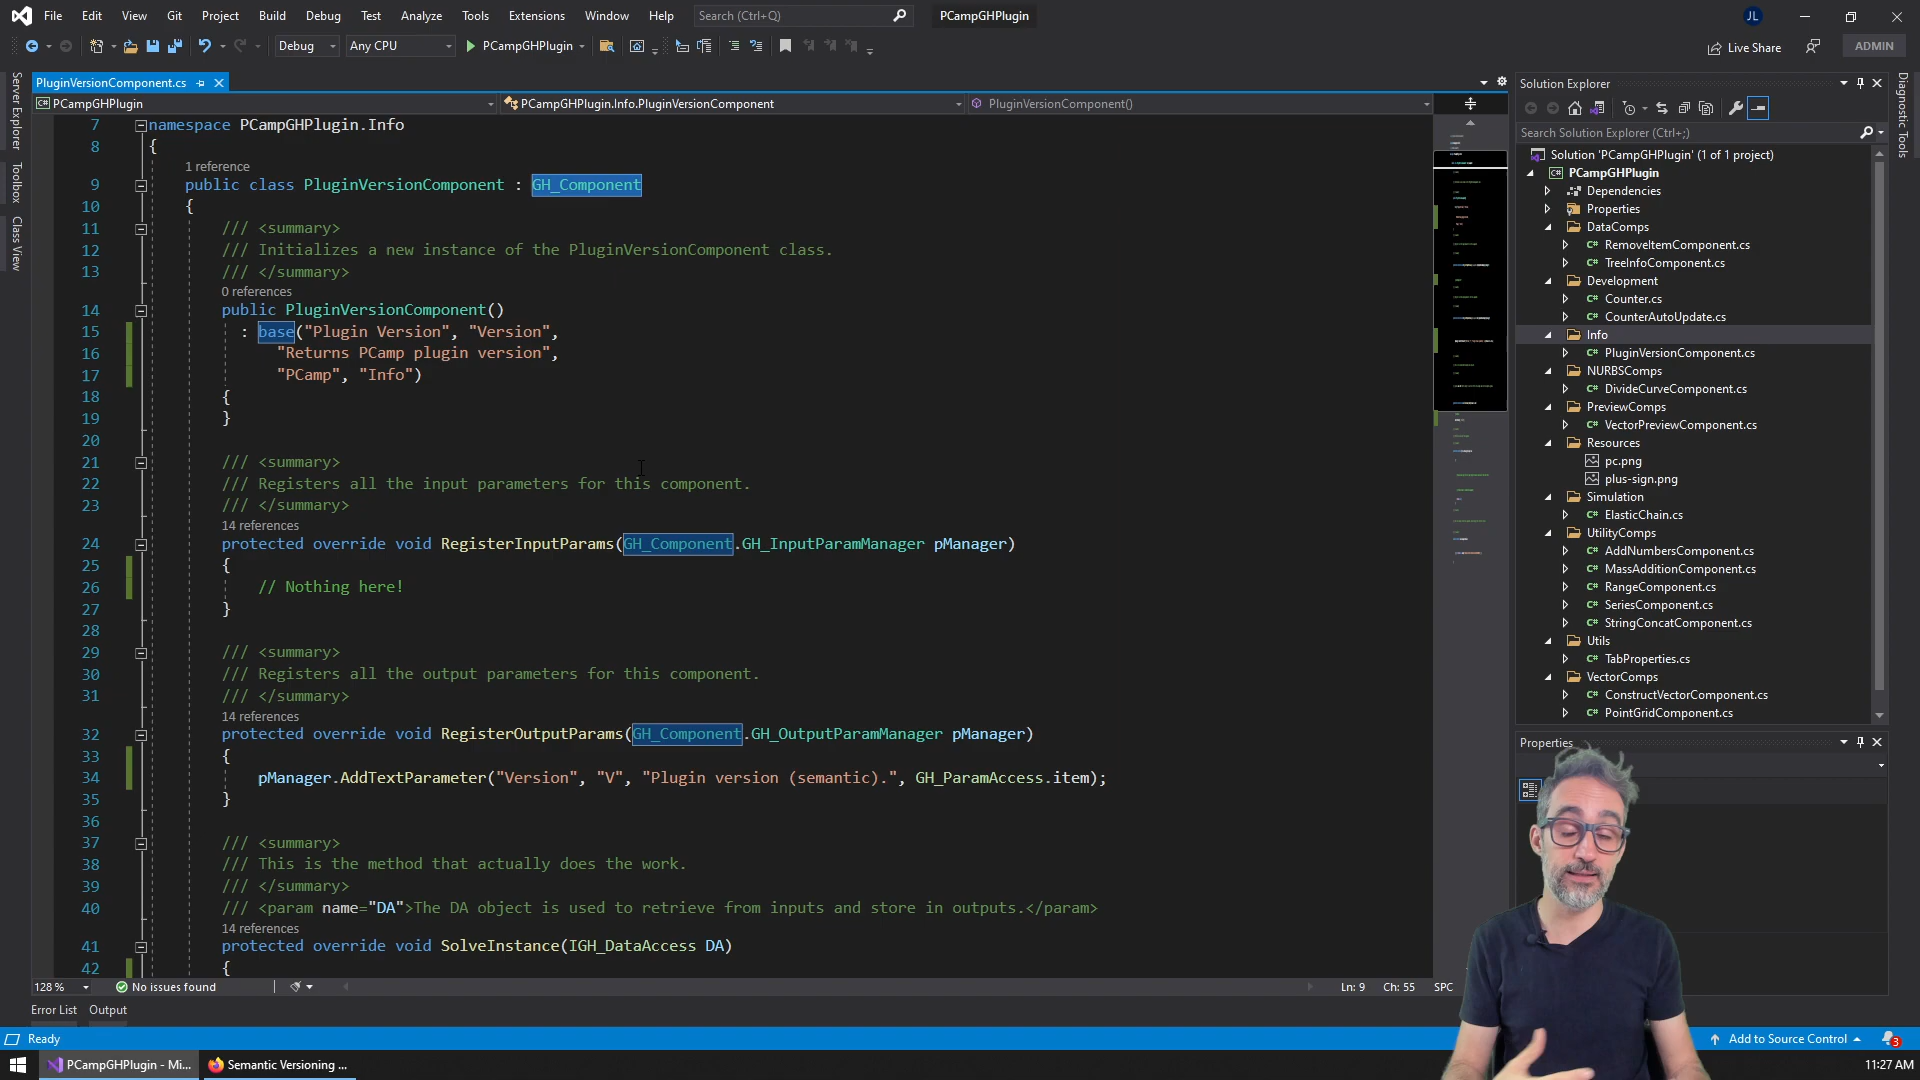 File Edit View Git Project Build Debug Test Analyze Tools Extensions Window Help Search (Ctrl+Q) PCampGHPlugin JL
Debug Any CPU PCampGHPlugin Live Share ADMIN
Server Explorer
Toolbox
Class View
PluginVersionComponent.cs
PCampGHPlugin PCampGHPlugin.Info.PluginVersionComponent PluginVersionComponent()
7 namespace PCampGHPlugin.Info
8 {
1 reference
9 public class PluginVersionComponent : GH_Component
10 {
11 /// <summary>
12 /// Initializes a new instance of the PluginVersionComponent class.
13 /// </summary>
0 references
14 public PluginVersionComponent()
15 : base("Plugin Version", "Version",
16 "Returns PCamp plugin version",
17 "PCamp", "Info")
18 {
19 }
20
21 /// <summary>
22 /// Registers all the input parameters for this component.
23 /// </summary>
14 references
24 protected override void RegisterInputParams(GH_Component.GH_InputParamManager pManager)
25 {
26 // Nothing here!
27 }
28
29 /// <summary>
30 /// Registers all the output parameters for this component.
31 /// </summary>
14 references
32 protected override void RegisterOutputParams(GH_Component.GH_OutputParamManager pManager)
33 {
34 pManager.AddTextParameter("Version", "V", "Plugin version (semantic).", GH_ParamAccess.item);
35 }
36
37 /// <summary>
38 /// This is the method that actually does the work.
39 /// </summary>
40 /// <param name="DA">The DA object is used to retrieve from inputs and store in outputs.</param>
14 references
41 protected override void SolveInstance(IGH_DataAccess DA)
42 {
128 % No issues found Ln: 9 Ch: 55 SPC
Error List Output
Solution Explorer
Search Solution Explorer (Ctrl+;)
Solution 'PCampGHPlugin' (1 of 1 project)
C# PCampGHPlugin
Dependencies
Properties
DataComps
C# RemoveItemComponent.cs
C# TreeInfoComponent.cs
Development
C# Counter.cs
C# CounterAutoUpdate.cs
Info
C# PluginVersionComponent.cs
NURBSComps
C# DivideCurveComponent.cs
PreviewComps
C# VectorPreviewComponent.cs
Resources
pc.png
plus-sign.png
Simulation
C# ElasticChain.cs
UtilityComps
C# AddNumbersComponent.cs
C# MassAdditionComponent.cs
C# RangeComponent.cs
C# SeriesComponent.cs
C# StringConcatComponent.cs
Utils
C# TabProperties.cs
VectorComps
C# ConstructVectorComponent.cs
C# PointGridComponent.cs
Properties
Diagnostic Tools
Ready Add to Source Control 3
PCampGHPlugin - Mi... Semantic Versioning ... 11:27 AM